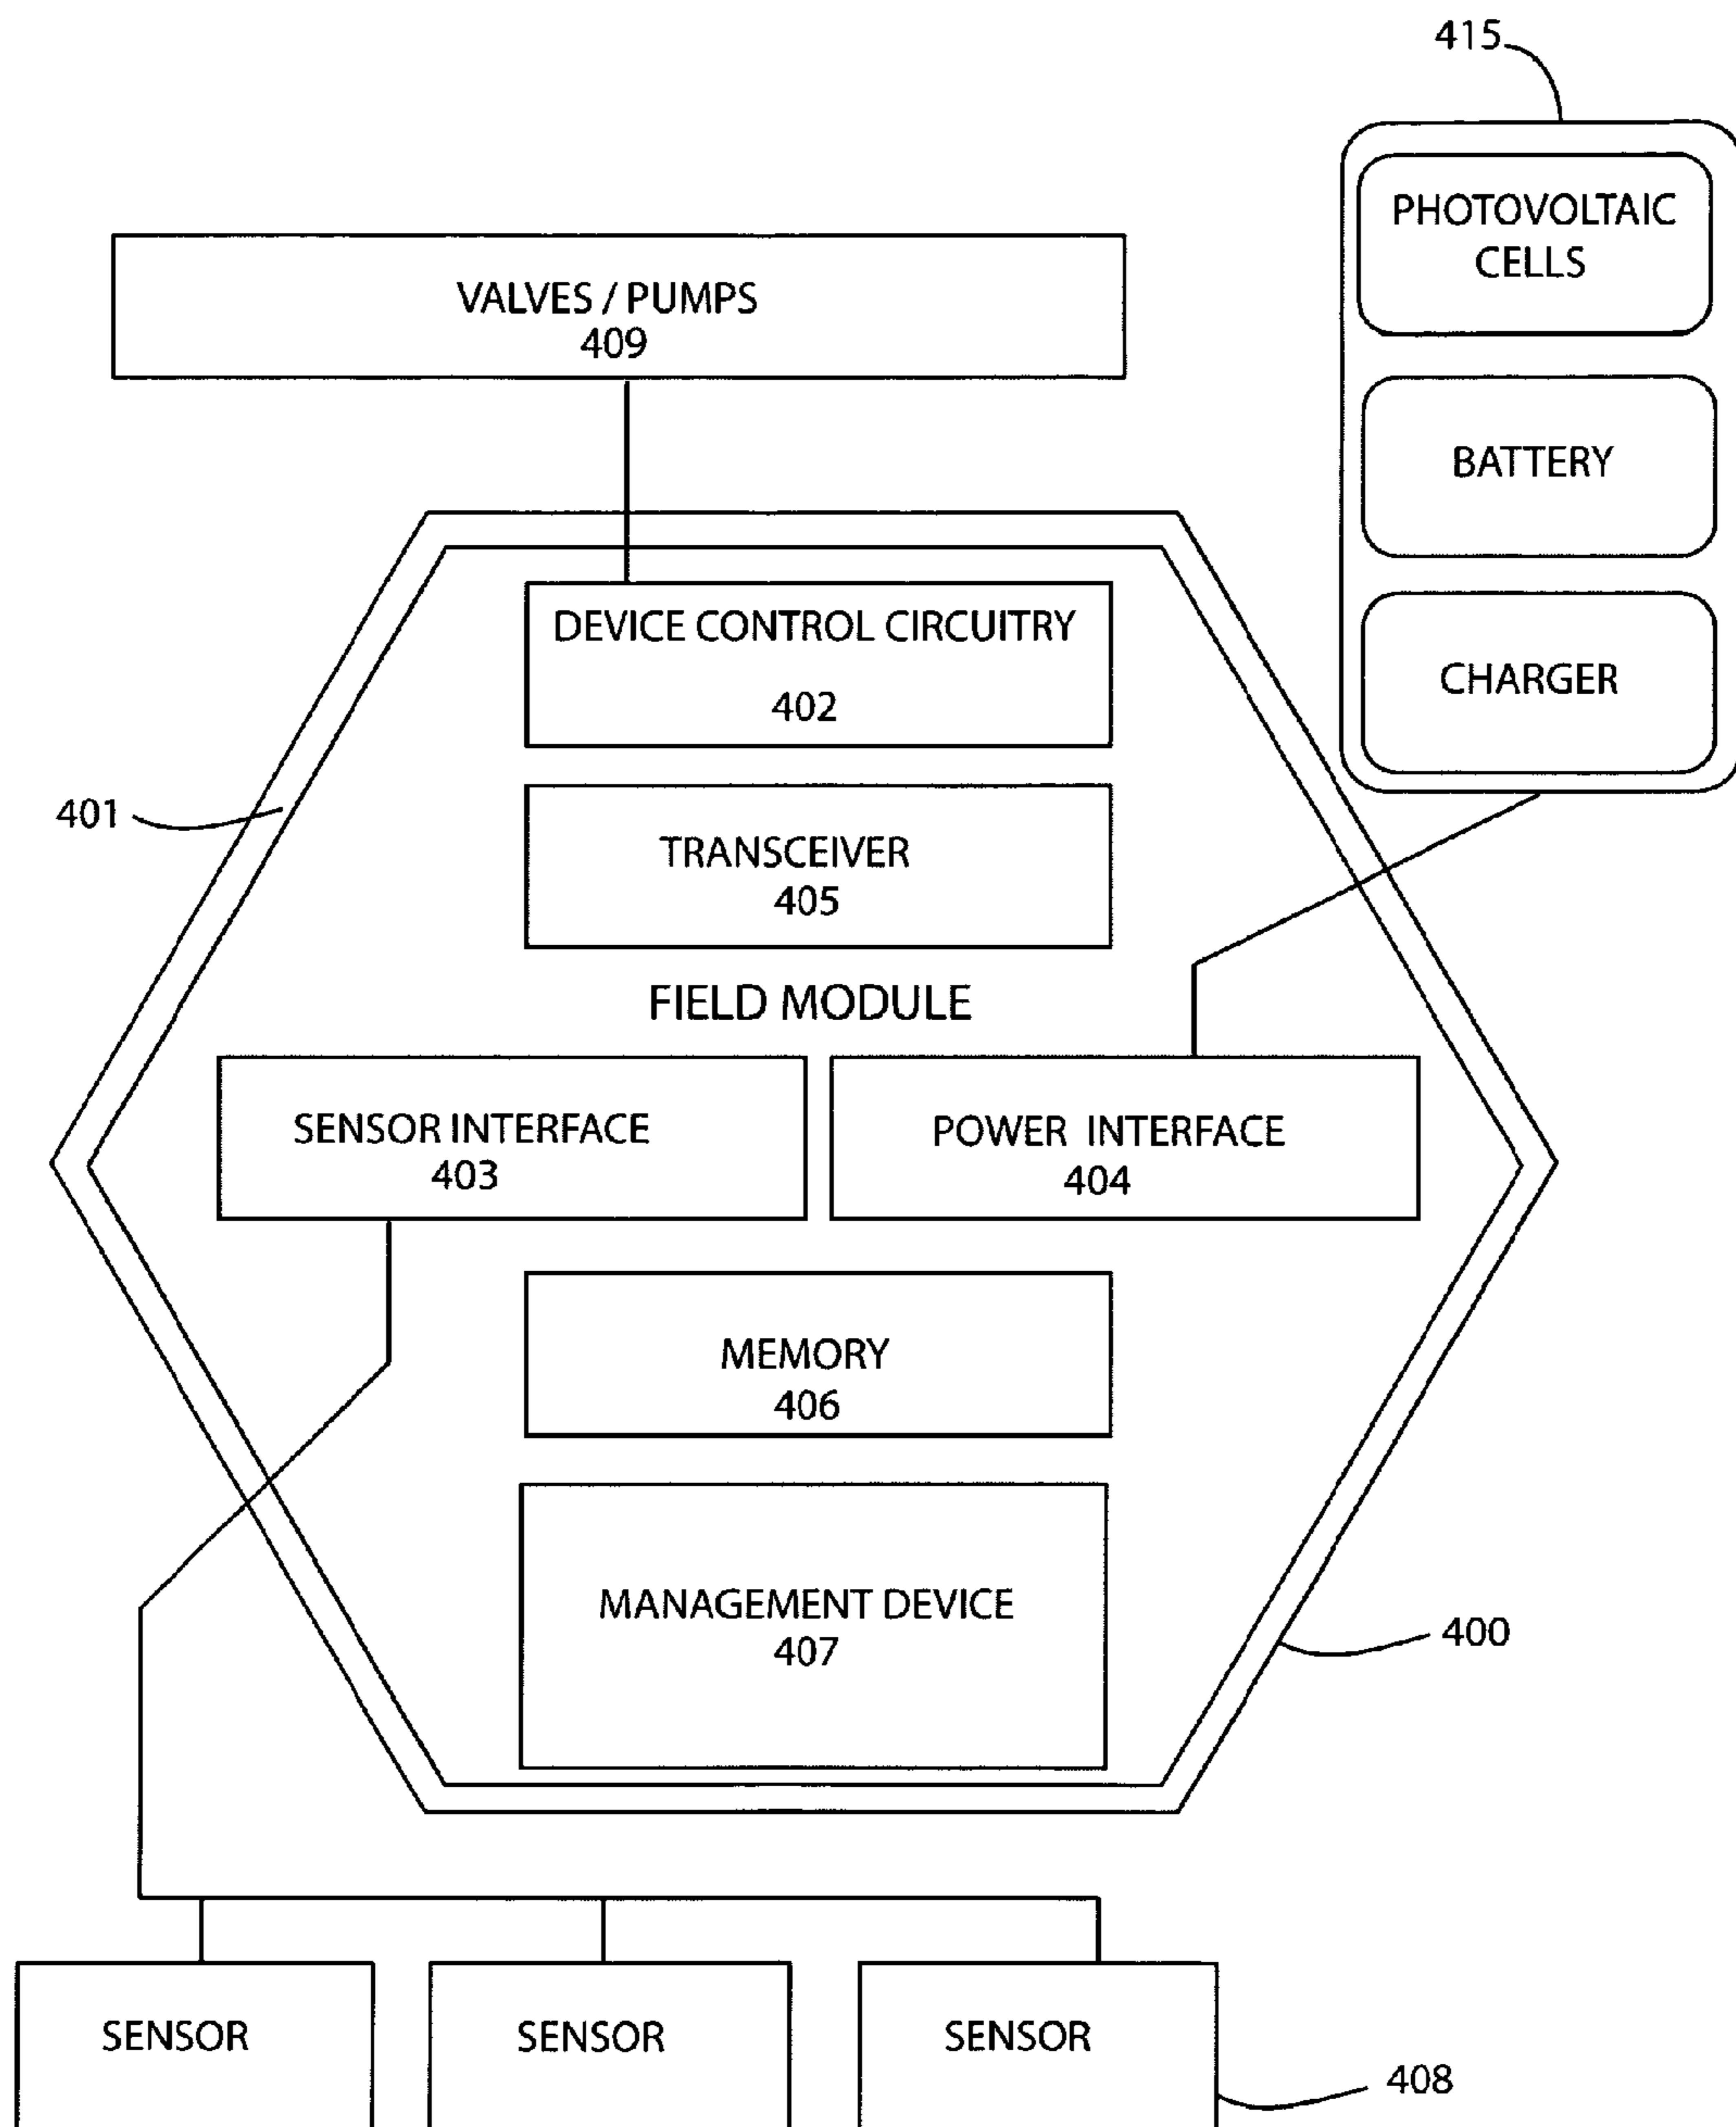 415
PHOTOVOLTAIC
CELLS
BATTERY
CHARGER
VALVES / PUMPS
409
DEVICE CONTROL CIRCUITRY
402
401
TRANSCEIVER
405
FIELD MODULE
SENSOR INTERFACE
403
POWER INTERFACE
404
MEMORY
406
MANAGEMENT DEVICE
407
400
SENSOR
SENSOR
SENSOR
408